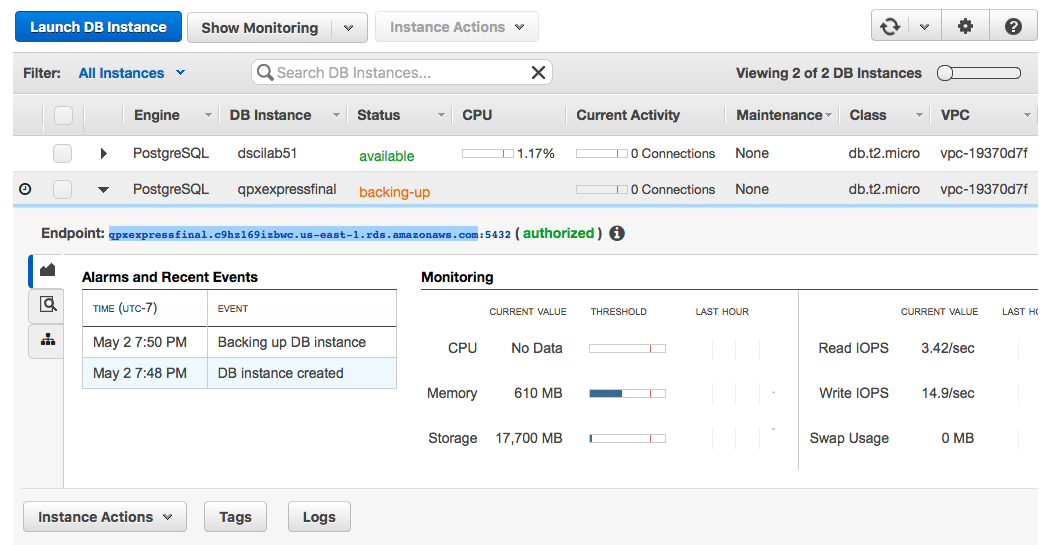 Launch DB Instance Show Monitoring Instance Actions
Filter: All Instances Search DB Instances... Viewing 2 of 2 DB Instances
Engine DB Instance Status CPU Current Activity Maintenance Class VPC
PostgreSQL dscilab51 available 1.17% 0 Connections None db.t2.micro vpc-19370d7f
PostgreSQL qpxexpressfinal backing-up 0 Connections None db.t2.micro vpc-19370d7f
Endpoint: qpxexpressfinal.c9hz169izbwc.us-east-1.rds.amazonaws.com:5432 ( authorized )
Alarms and Recent Events
TIME (UTC-7) EVENT
May 2 7:50 PM Backing up DB instance
May 2 7:48 PM DB instance created
Monitoring
CURRENT VALUE THRESHOLD LAST HOUR
CPU No Data
Memory 610 MB
Storage 17,700 MB
CURRENT VALUE LAST HO
Read IOPS 3.42/sec
Write IOPS 14.9/sec
Swap Usage 0 MB
Instance Actions Tags Logs